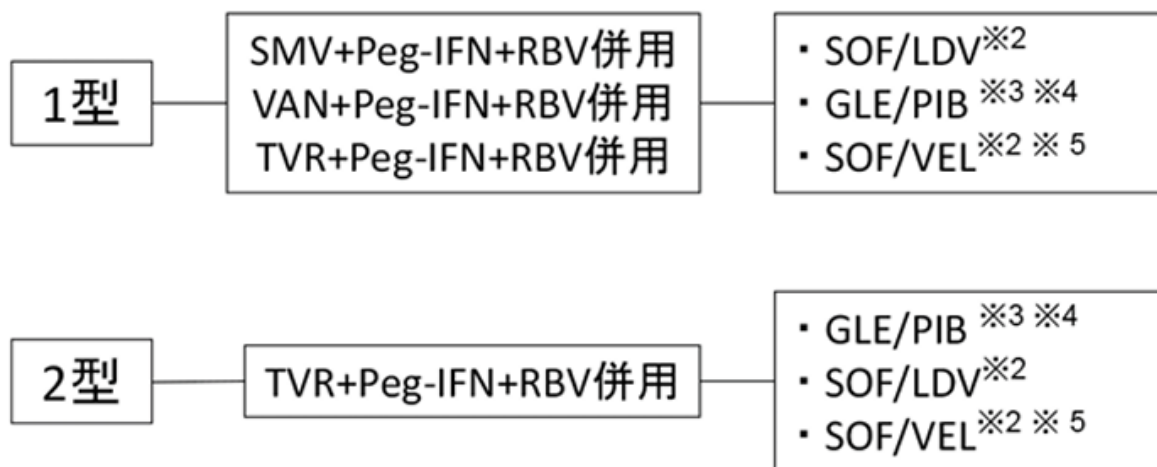 1型
SMV+Peg-IFN+RBV併用
VAN+Peg-IFN+RBV併用
TVR+Peg-IFN+RBV併用
・SOF/LDV※2
・GLE/PIB ※3 ※4
・SOF/VEL※2 ※ 5
2型
TVR+Peg-IFN+RBV併用
・GLE/PIB ※3 ※4
・SOF/LDV※2
・SOF/VEL※2 ※ 5